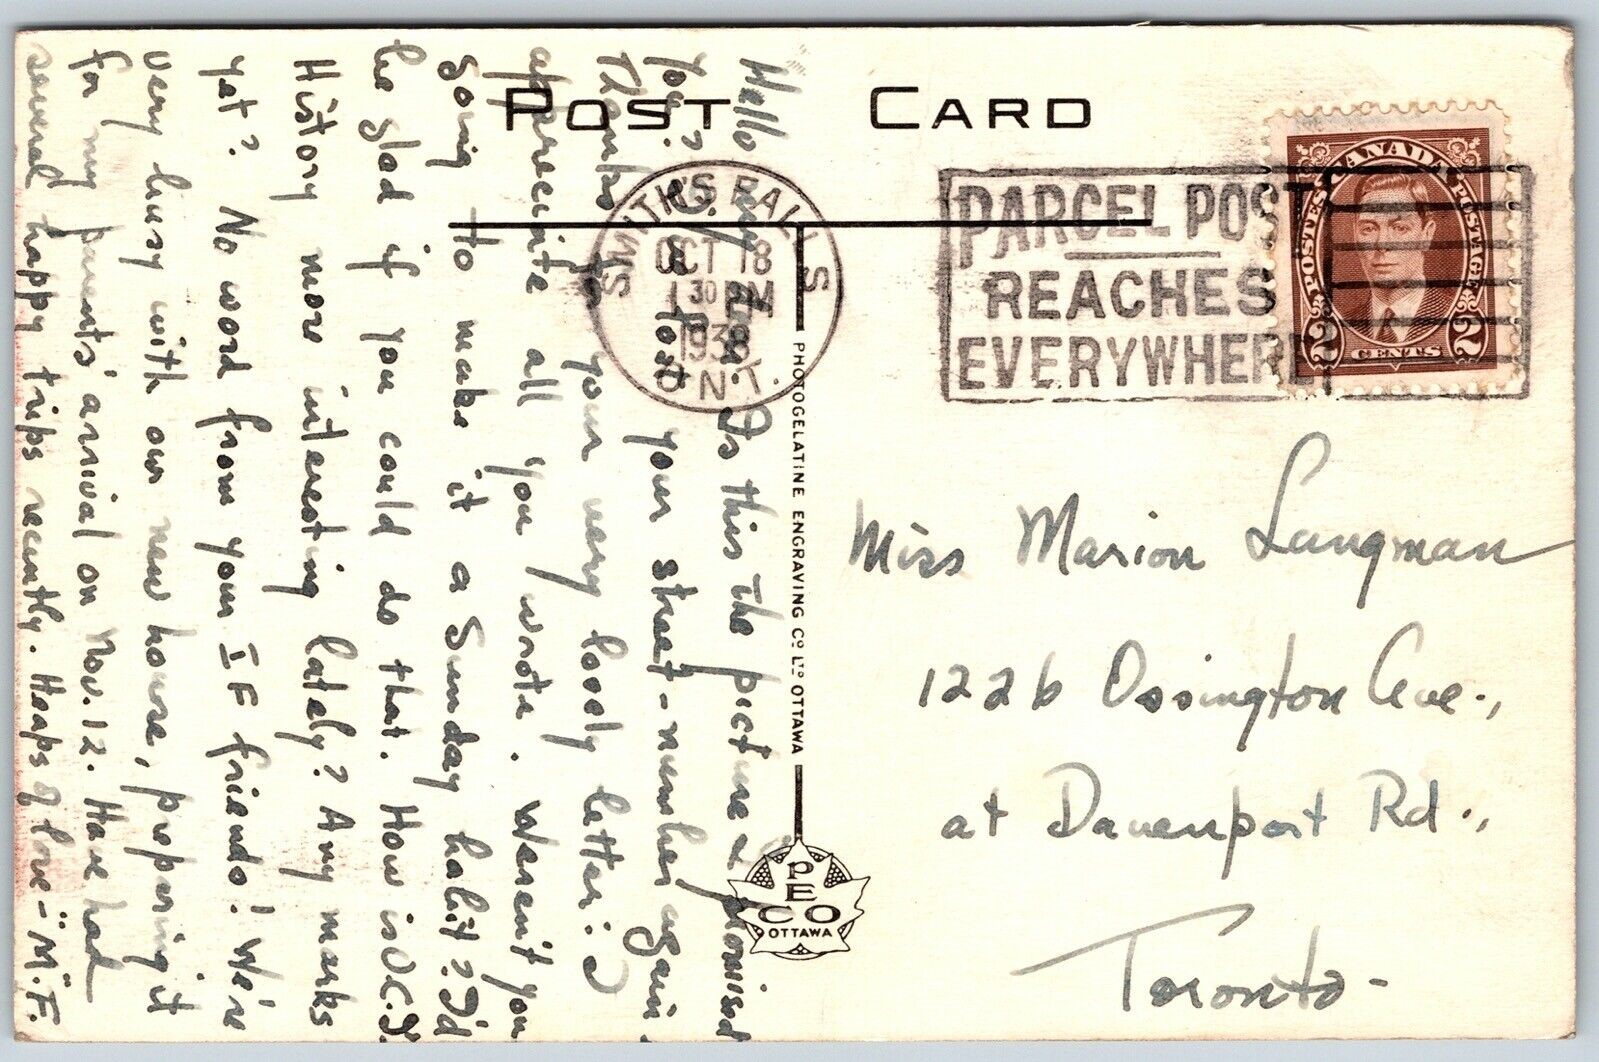 POST CARD
SMITH'S FALLS
OCT 18
30 PM
1938
ONT.
PARCEL POST
REACHES
EVERYWHERE
POSTES CANADA POSTAGE
2 CENTS 2
Miss Marion Langman
1226 Ossington Ave.,
at Davenport Rd.,
Toronto-
PHOTOGELATINE ENGRAVING CO LTD OTTAWA
PECO
OTTAWA
Hello Is this the picture I promised
you? I lost your street-number again.
Thanks for your very lovely letter: I
appreciate all you wrote. Weren't you
going to make it a Sunday habit? I'd
be glad if you could do that. How is O.C.I.
History more interesting lately? Any marks
yet? No word from your IF friends! We're
very busy with our new house, preparing it
for my parents' arrival on Nov. 12. Have had
several happy trips recently. Heaps of love-"M.F.